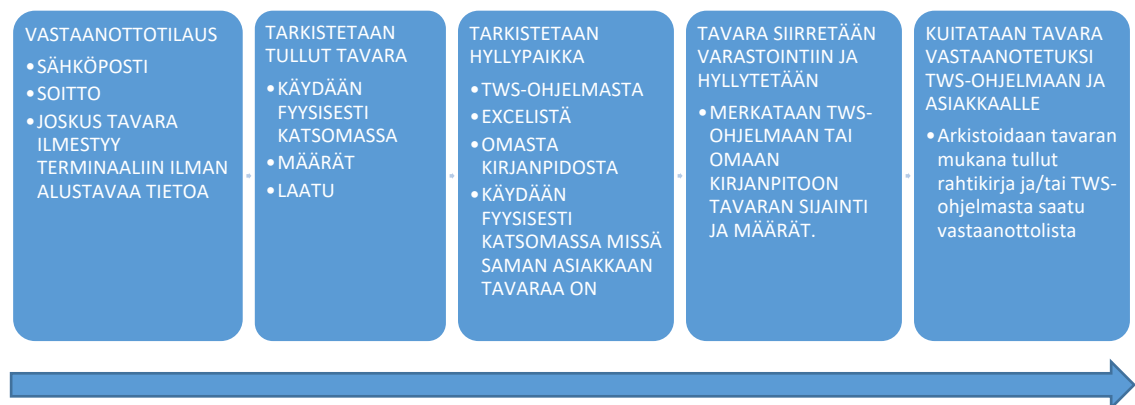 VASTAANOTTOTILAUS
•SÄHKÖPOSTI
•SOITTO
•JOSKUS TAVARA
ILMESTYY
TERMINAALIIN ILMAN
ALUSTAVAA TIETOA
TARKISTETAAN
TULLUT TAVARA
•KÄYDÄÄN
FYYSISESTI
KATSOMASSA
•MÄÄRÄT
•LAATU
TARKISTETAAN
HYLLYPAIKKA
•TWS-OHJELMASTA
•EXCELISTÄ
•OMASTA
KIRJANPIDOSTA
•KÄYDÄÄN
FYYSISESTI
KATSOMASSA MISSÄ
SAMAN ASIAKKAAN
TAVARAA ON
TAVARA SIIRRETÄÄN
VARASTOINTIIN JA
HYLLYTETÄÄN
•MERKATAAN TWS-
OHJELMAAN TAI
OMAAN
KIRJANPITOON
TAVARAN SIJAINTI
JA MÄÄRÄT.
KUITATAAN TAVARA
VASTAANOTETUKSI
TWS-OHJELMAAN JA
ASIAKKAALLE
•Arkistoidaan tavaran
mukana tullut
rahtikirja ja/tai TWS-
ohjelmasta saatu
vastaanottolista